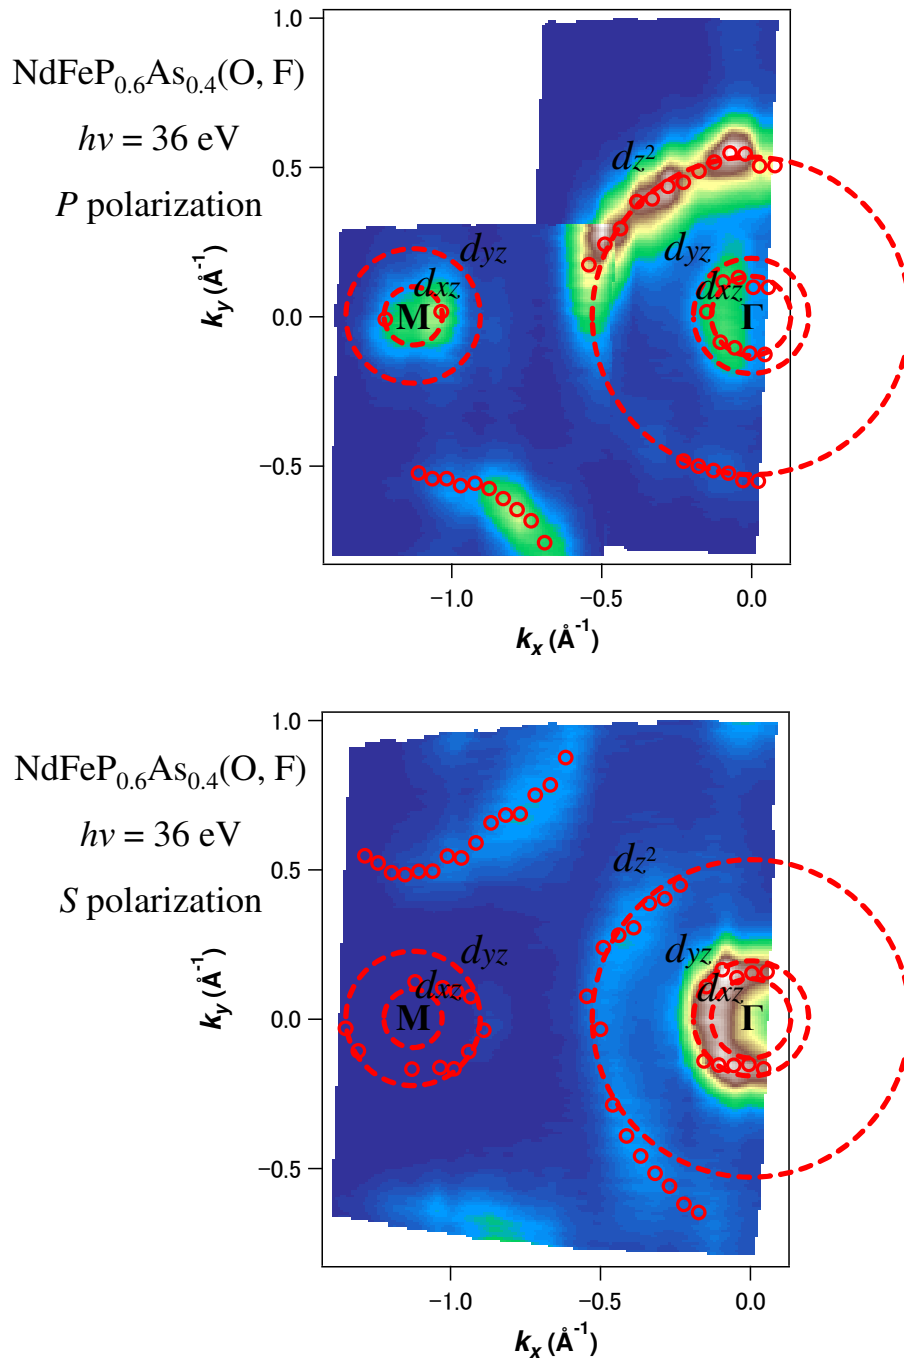 NdFeP0.6As0.4(O, F)
hν = 36 eV
P polarization
1.0
0.5
0.0
−0.5
ky (Å-1)
dz2
dyz
dyz
dxz
dxz
M
Γ
−1.0
−0.5
0.0
kx (Å-1)
NdFeP0.6As0.4(O, F)
hν = 36 eV
S polarization
1.0
0.5
0.0
−0.5
ky (Å-1)
dz2
dyz
dyz
dxz
dxz
M
Γ
−1.0
−0.5
0.0
kx (Å-1)